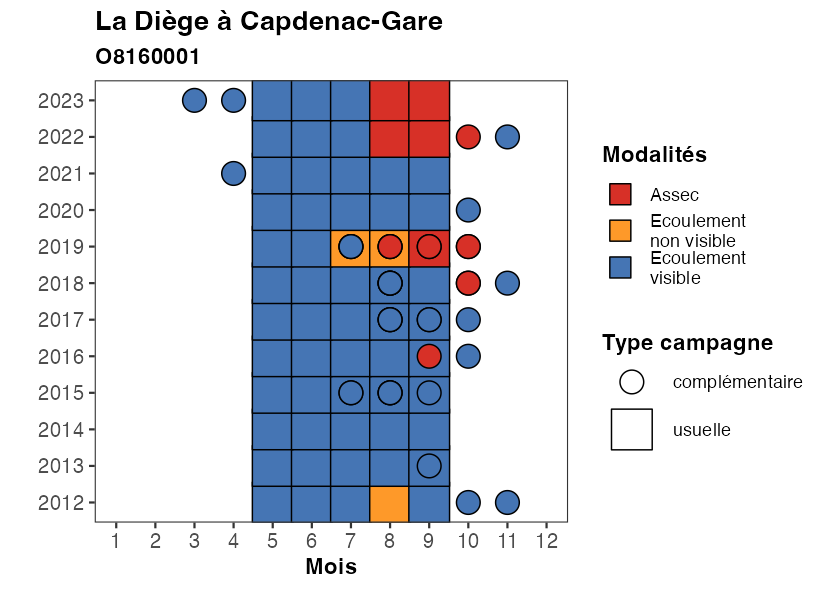 La Diège à Capdenac-Gare
O8160001
2023
2022
2021
2020
2019
2018
2017
2016
2015
2014
2013
2012
1 2 3 4 5 6 7 8 9 10 11 12
Mois
Modalités
Assec
Ecoulement
non visible
Ecoulement
visible
Type campagne
complémentaire
usuelle